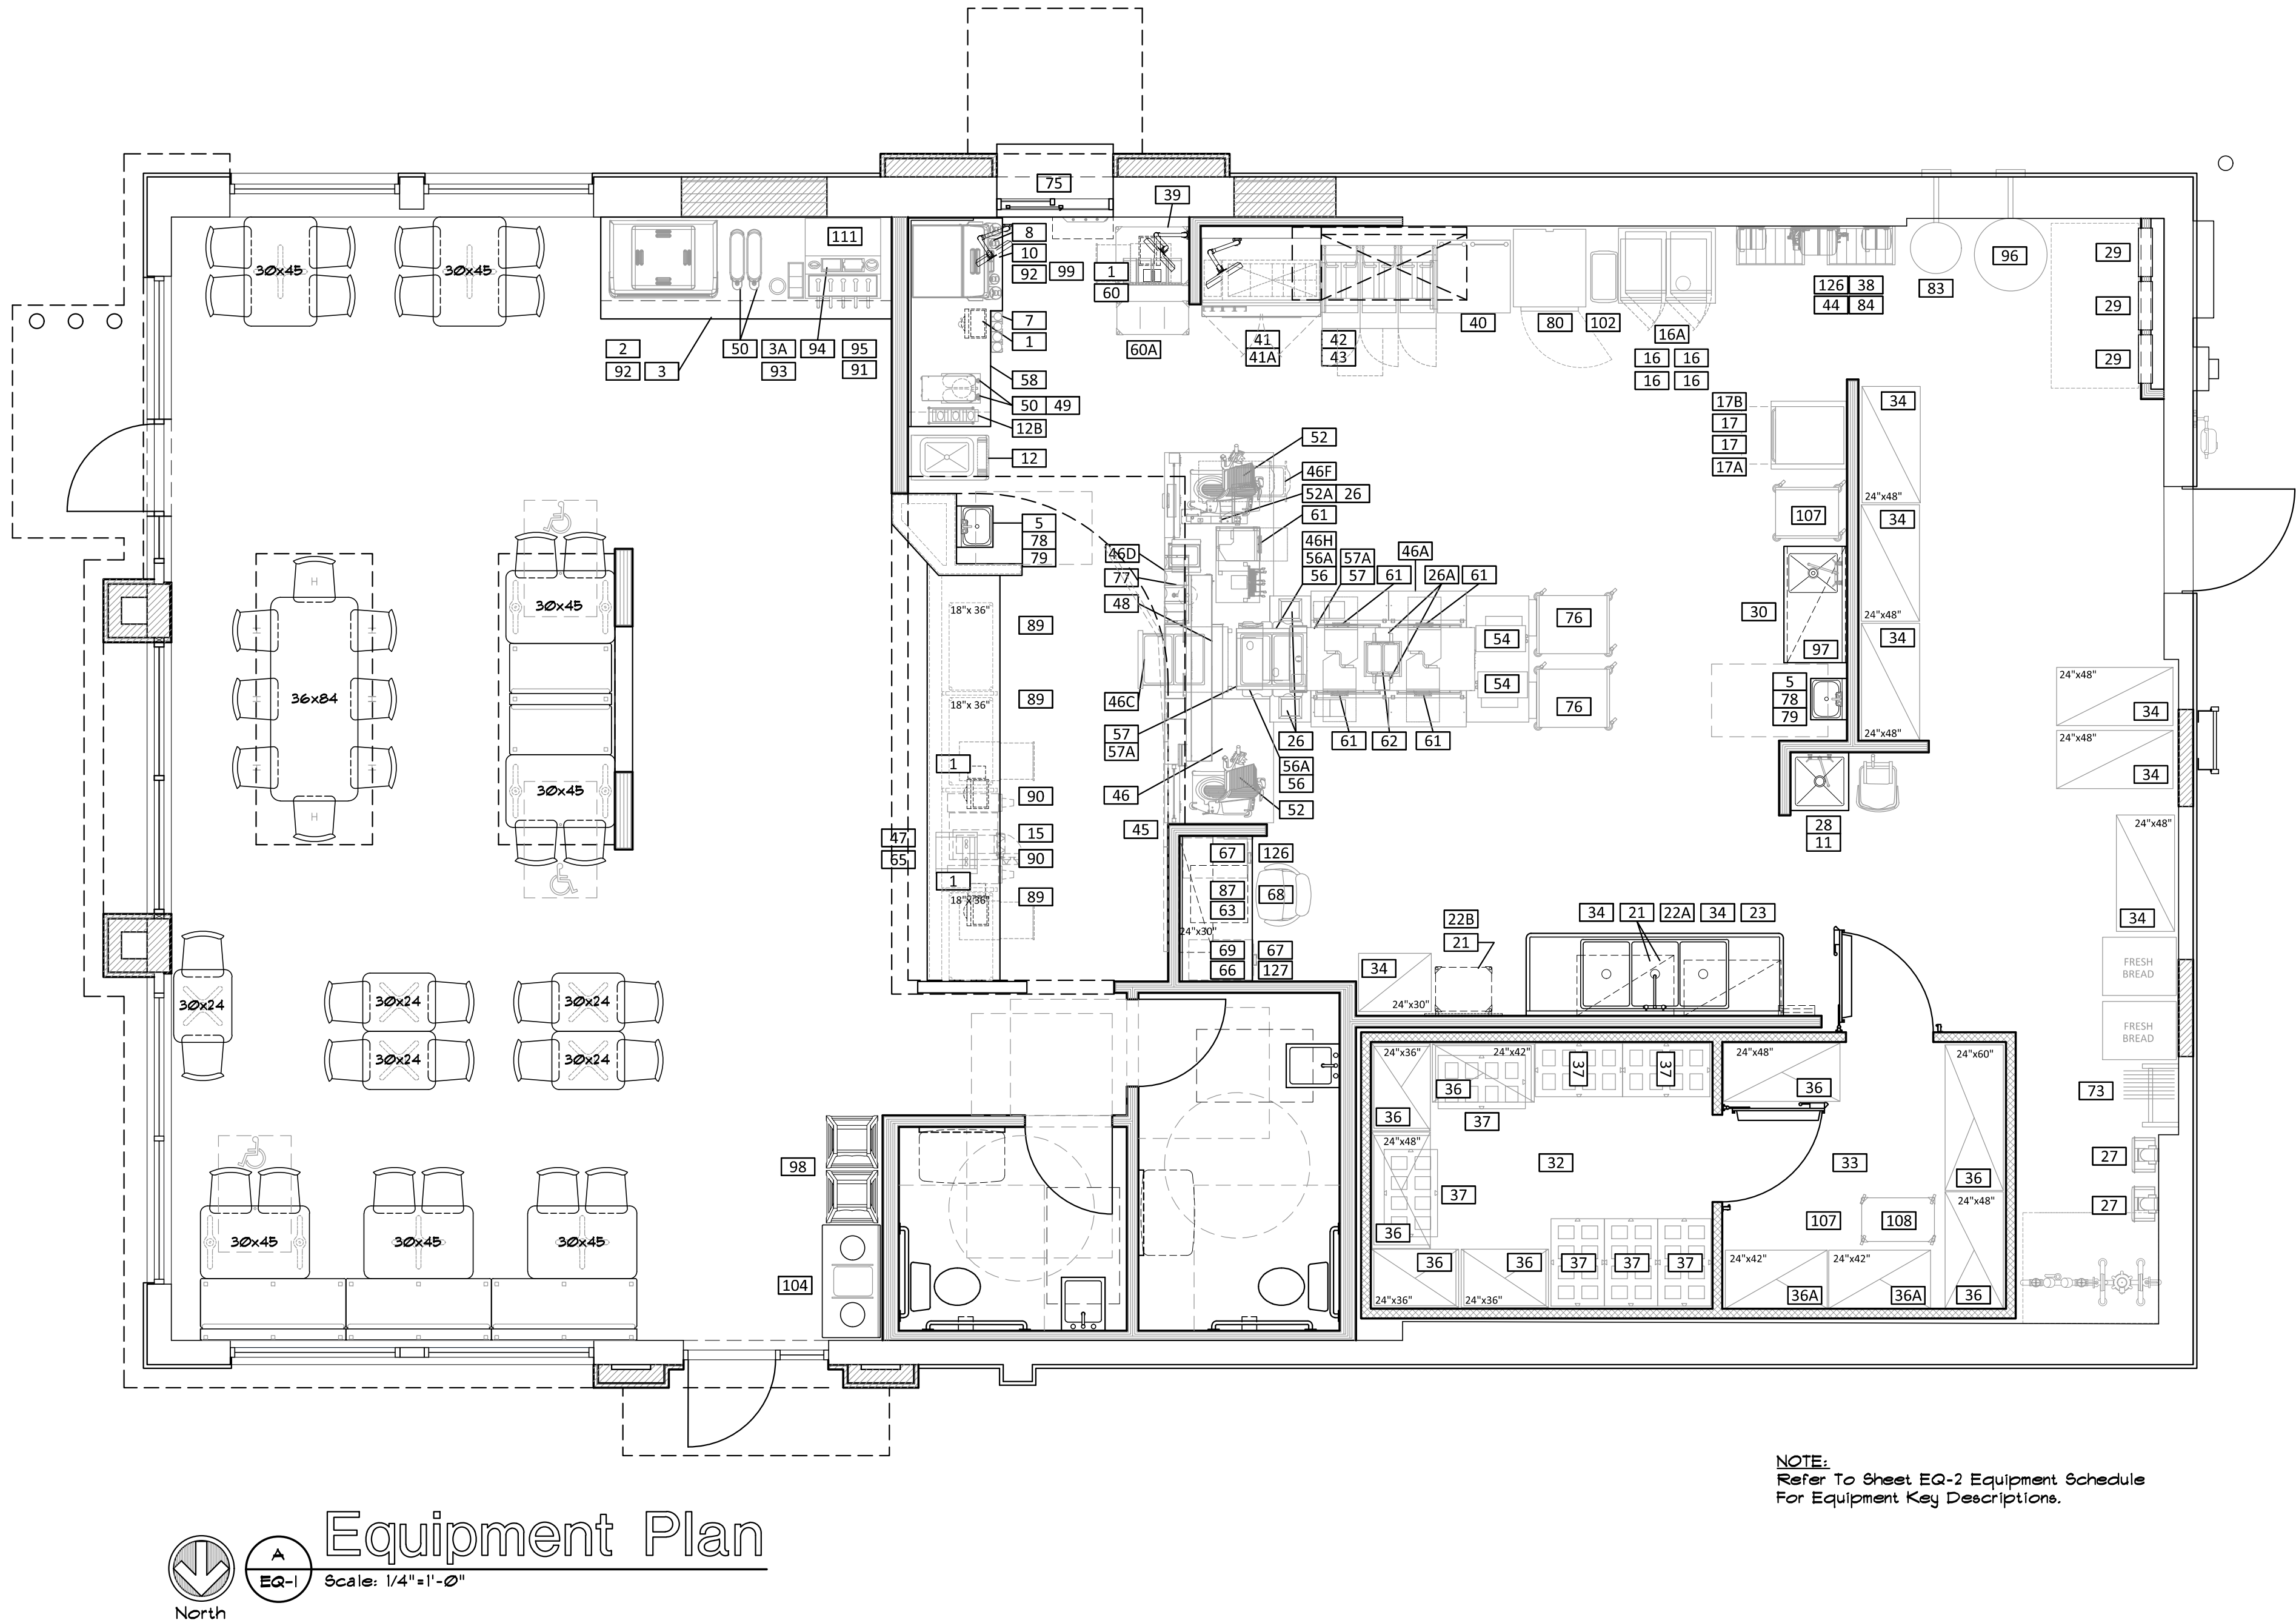 75
39
111
8
10
92 99
1
60
7
1
60A
58
50 49
12B
12
2
92 3
50
3A
93
94
95
91
41
41A
42
43
40
80
102
16A
16 16
16 16
126 38
44 84
83
96
29
29
29
30x45
30x45
17B
17
17
17A
107
30
97
5
78
79
34
24"x48"
34
24"x48"
34
24"x48"
52
46F
52A 26
61
46H
56A
56
57A
57
46A
61
26A
61
46D
77
48
46C
57
57A
46
45
54
54
76
76
26
61
62
61
56A
56
52
5
78
79
18"x 36"
89
18"x 36"
89
1
90
15
90
47
65
1
18"x 36"
89
30x45
36x84
H
H
30x45
28
11
24"x48"
34
24"x48"
34
24"x48"
34
FRESH
BREAD
FRESH
BREAD
73
27
27
67
126
87
63
68
24"x30"
69
66
67
127
22B
21
34
24"x30"
34
21
22A
34
23
30x24
30x24
30x24
30x24
30x24
24"x36"
36
24"x42"
36
37
37
37
24"x48"
36
37
32
36
24"x36"
36
24"x36"
37
37
37
24"x48"
36
24"x60"
36
33
107
108
24"x48"
36
24"x42"
36A
24"x42"
36A
98
104
30x45
30x45
30x45
NOTE:
Refer To Sheet EQ-2 Equipment Schedule
For Equipment Key Descriptions.
Equipment Plan
A
EQ-1
Scale: 1/4"=1'-0"
North